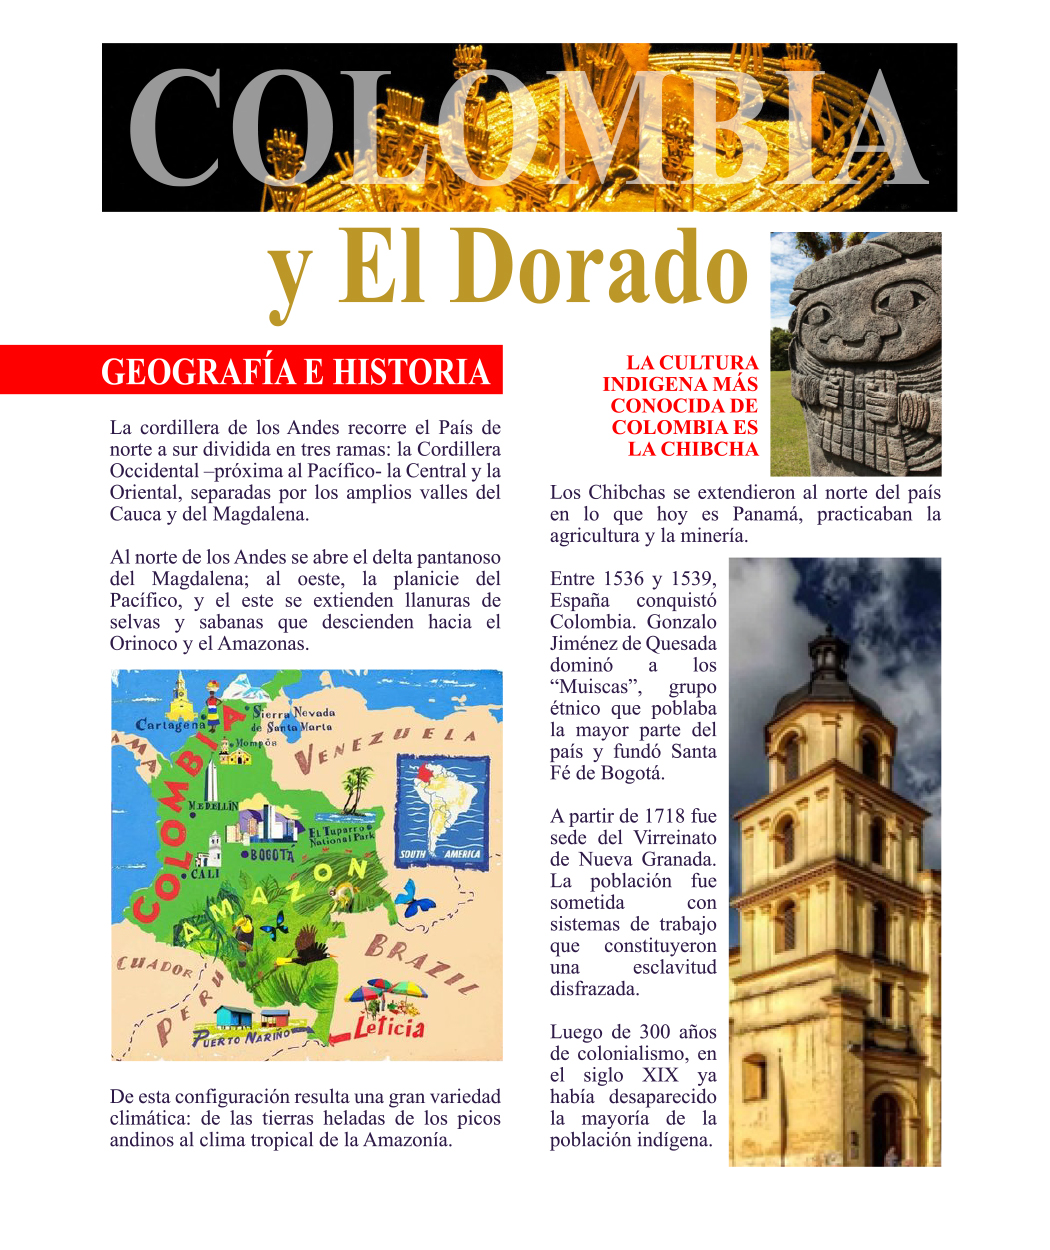 COLOMBIA
y El Dorado
GEOGRAFÍA E HISTORIA
La cordillera de los Andes recorre el País de
norte a sur dividida en tres ramas: la Cordillera
Occidental –próxima al Pacífico- la Central y la
Oriental, separadas por los amplios valles del
Cauca y del Magdalena.
Al norte de los Andes se abre el delta pantanoso
del Magdalena; al oeste, la planicie del
Pacífico, y el este se extienden llanuras de
selvas y sabanas que descienden hacia el
Orinoco y el Amazonas.
Cartagena
Sierra Nevada
de Santa Marta
Mompós
VENEZUELA
AMA
COLOMBIA
MEDELLÍN
El Tuparro
National Park
BOGOTÁ
CALI
SOUTH AMERICA
AMAZON
BRAZIL
CUADOR
PERU
PUERTO NARIÑO
Leticia
De esta configuración resulta una gran variedad
climática: de las tierras heladas de los picos
andinos al clima tropical de la Amazonía.
LA CULTURA
INDIGENA MÁS
CONOCIDA DE
COLOMBIA ES
LA CHIBCHA
Los Chibchas se extendieron al norte del país
en lo que hoy es Panamá, practicaban la
agricultura y la minería.
Entre 1536 y 1539,
España conquistó
Colombia. Gonzalo
Jiménez de Quesada
dominó a los
“Muiscas”, grupo
étnico que poblaba
la mayor parte del
país y fundó Santa
Fé de Bogotá.
A partir de 1718 fue
sede del Virreinato
de Nueva Granada.
La población fue
sometida con
sistemas de trabajo
que constituyeron
una esclavitud
disfrazada.
Luego de 300 años
de colonialismo, en
el siglo XIX ya
había desaparecido
la mayoría de la
población indígena.